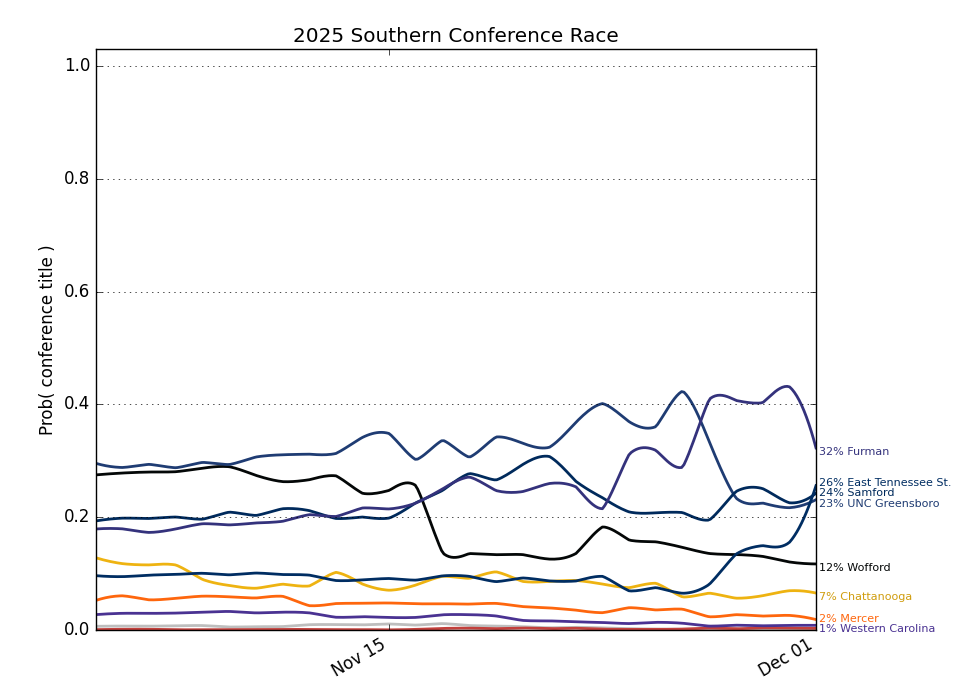 2025 Southern Conference Race
Prob( conference title )
1.0
0.8
0.6
0.4
0.2
0.0
Nov 15
Dec 01
32% Furman
26% East Tennessee St.
24% Samford
23% UNC Greensboro
12% Wofford
7% Chattanooga
2% Mercer
1% Western Carolina